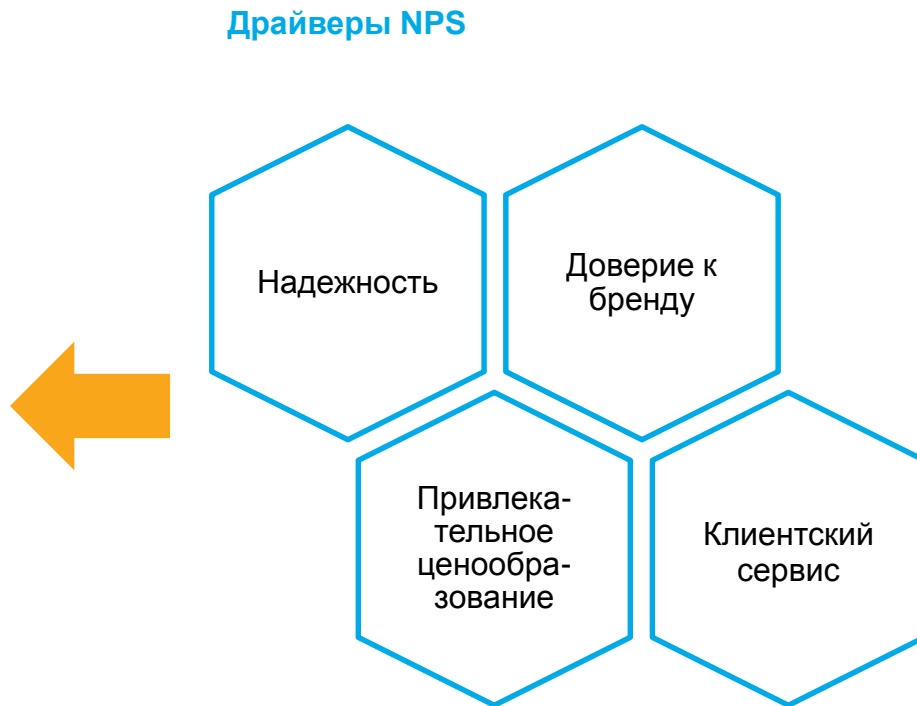 Драйверы NPS
Надежность
Доверие к
бренду
Привлека-
тельное
ценообра-
зование
Клиентский
сервис